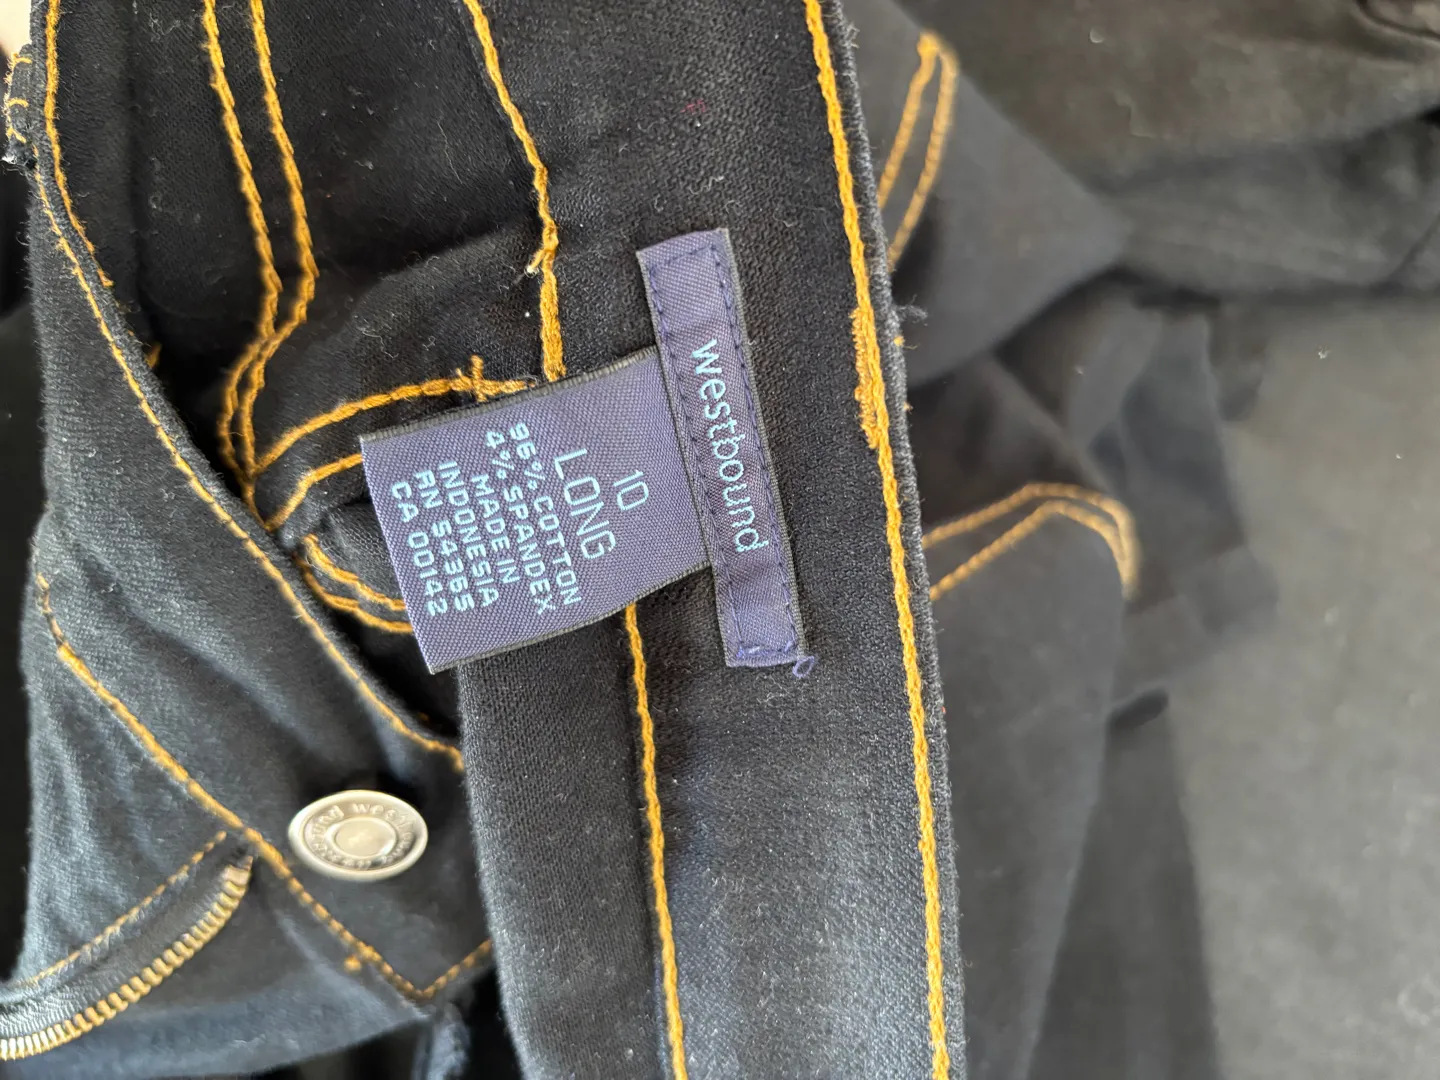 westbound
10
LONG
96% COTTON
4% SPANDEX
MADE IN
INDONESIA
RN 54365
CA 00142